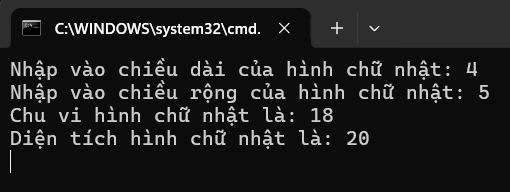 C:\WINDOWS\system32\cmd.
Nhập vào chiều dài của hình chữ nhật: 4
Nhập vào chiều rộng của hình chữ nhật: 5
Chu vi hình chữ nhật là: 18
Diện tích hình chữ nhật là: 20